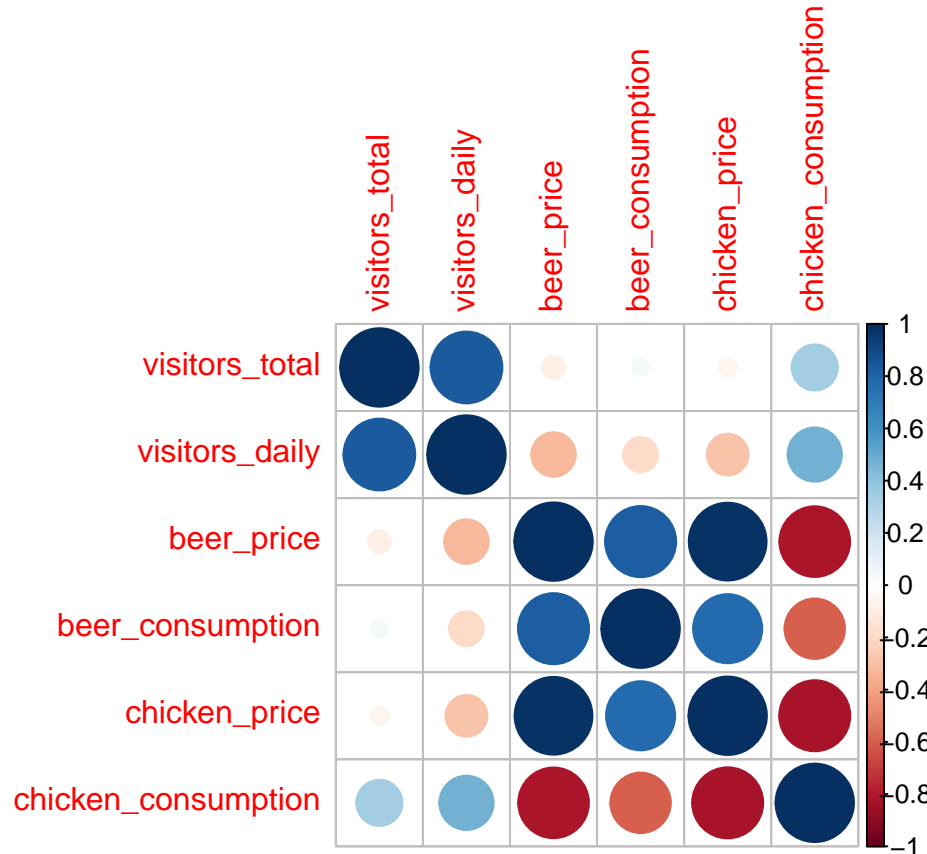 visitors_total
visitors_daily
beer_price
beer_consumption
chicken_price
chicken_consumption
visitors_total
visitors_daily
beer_price
beer_consumption
chicken_price
chicken_consumption
1
0.8
0.6
0.4
0.2
0
−0.2
−0.4
−0.6
−0.8
−1